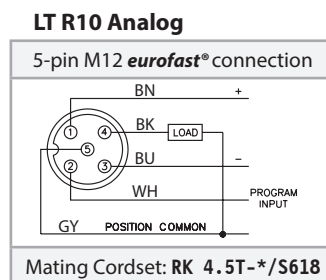 LT R10 Analog
5-pin M12 eurofast® connection
BN +
1 4 BK LOAD
5
2 3 BU –
WH PROGRAM INPUT
GY POSITION COMMON
Mating Cordset: RK 4.5T-*/S618